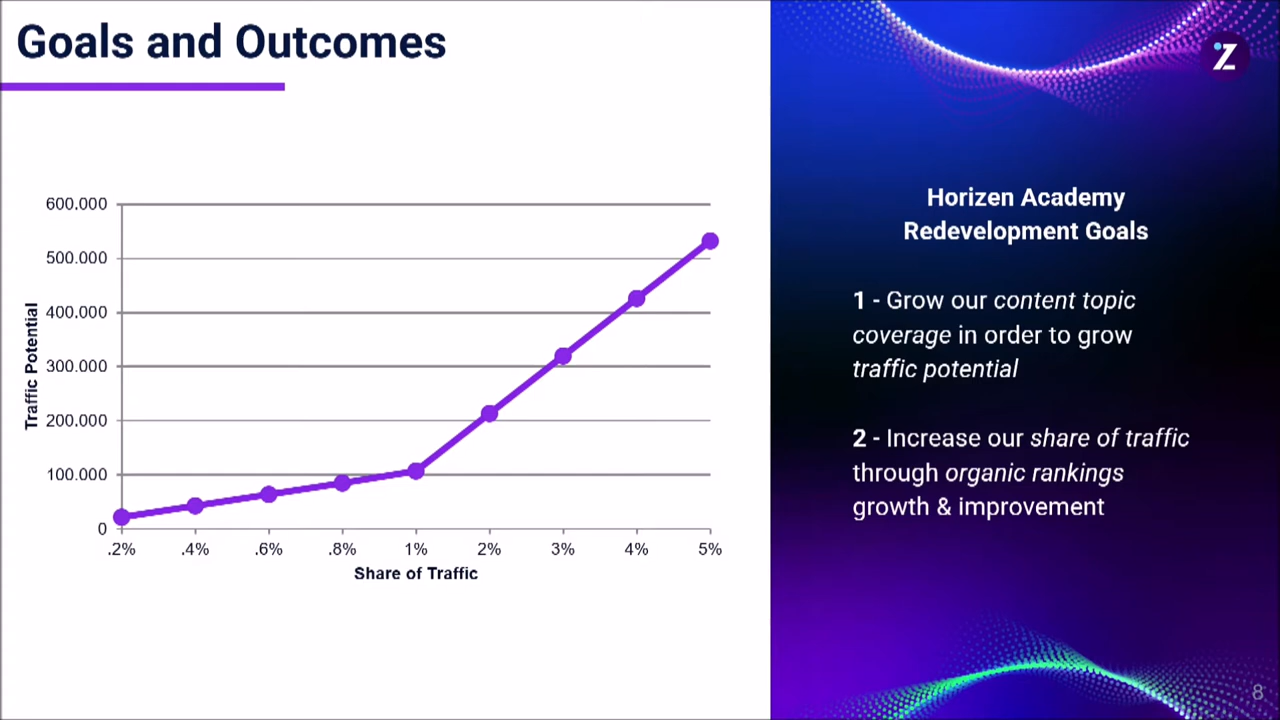 Goals and Outcomes
600.000
500.000
400.000
300.000
200.000
100.000
0
Traffic Potential
.2% .4% .6% .8% 1% 2% 3% 4% 5%
Share of Traffic
Z
Horizen Academy
Redevelopment Goals
1 - Grow our content topic
coverage in order to grow
traffic potential
2 - Increase our share of traffic
through organic rankings
growth & improvement
8